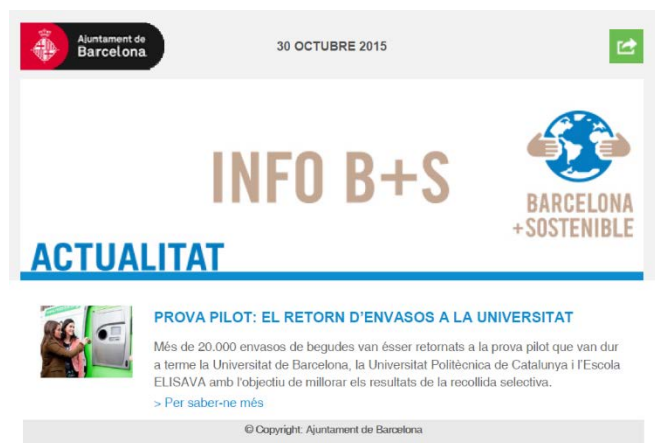 Ajuntament de
Barcelona
30 OCTUBRE 2015
INFO B+S
BARCELONA
+SOSTENIBLE
ACTUALITAT
PROVA PILOT: EL RETORN D'ENVASOS A LA UNIVERSITAT
Més de 20.000 envasos de begudes van ésser retornats a la prova pilot que van dur
a terme la Universitat de Barcelona, la Universitat Politècnica de Catalunya i l'Escola
ELISAVA amb l'objectiu de millorar els resultats de la recollida selectiva.
> Per saber-ne més
© Copyright: Ajuntament de Barcelona